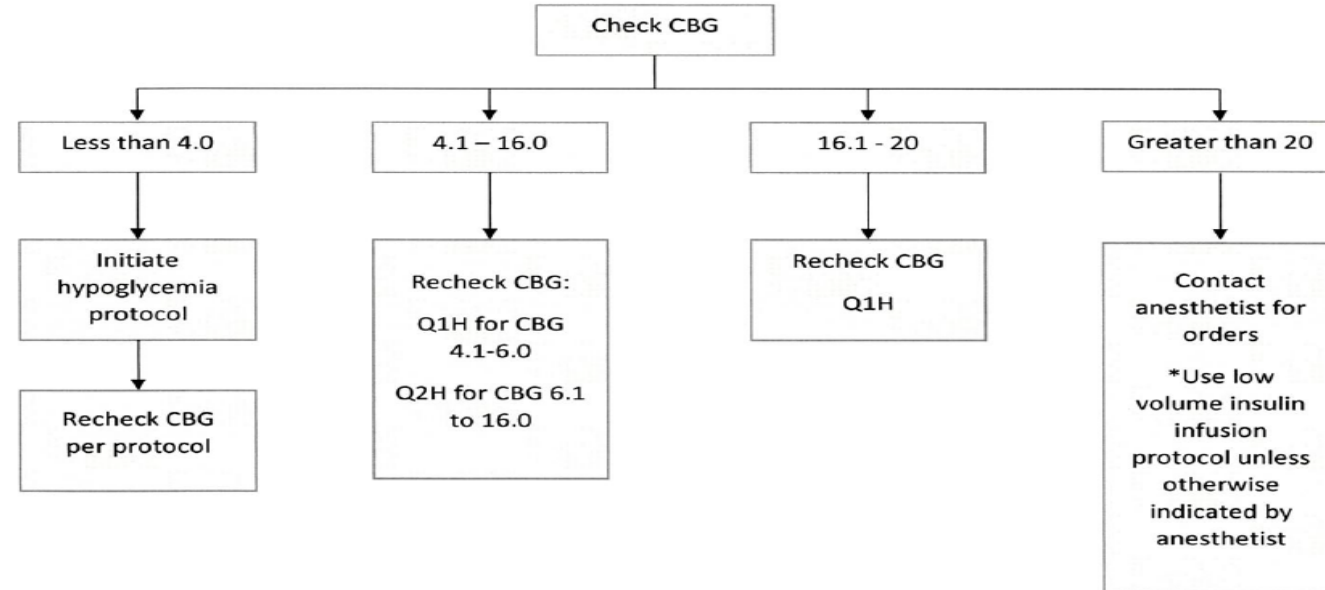 Check CBG
Less than 4.0
4.1 – 16.0
16.1 - 20
Greater than 20
Initiate
hypoglycemia
protocol
Recheck CBG
per protocol
Recheck CBG:
Q1H for CBG
4.1-6.0
Q2H for CBG 6.1
to 16.0
Recheck CBG
Q1H
Contact
anesthetist for
orders
*Use low
volume insulin
infusion
protocol unless
otherwise
indicated by
anesthetist